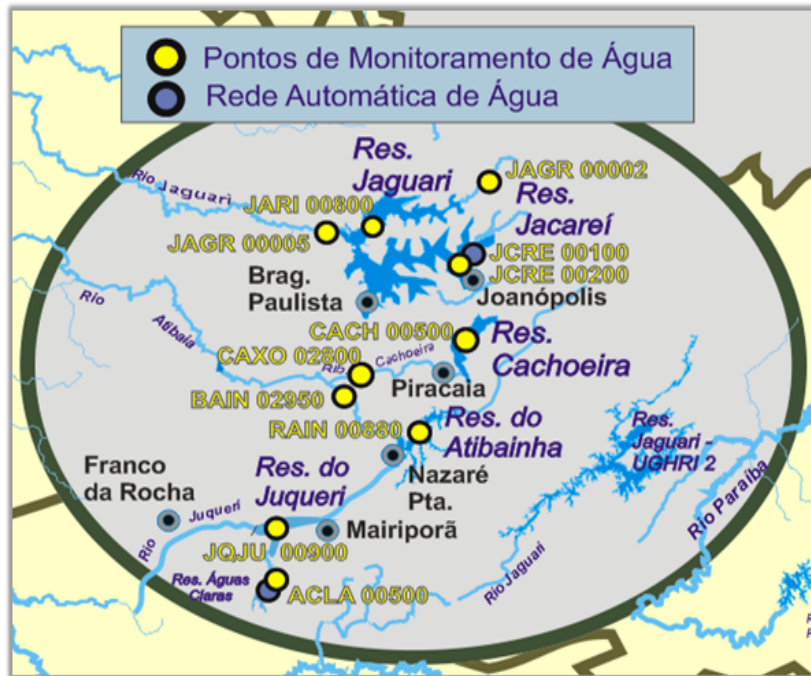 Pontos de Monitoramento de Água
Rede Automática de Água
Res.
Jaguari
JAGR 00002
Rio Jaguari
JARI 00800
Res.
Jacareí
JAGR 00005
JCRE 00100
JCRE 00200
Brag.
Paulista
Joanópolis
Rio
Atibaia
CACH 00500
Res.
Cachoeira
CAXO 02800
Rib
Cachoeira
Piracaia
BAIN 02950
RAIN 00880
Res. do
Atibainha
Res.
Jaguari -
UGHRI 2
Rio Paraíba
Franco
da Rocha
Res. do
Juqueri
Nazaré
Pta.
Rio
Juqueri
Mairiporã
JQJU 00900
Res. Águas
Claras
ACLA 00500
Rio Jaguari